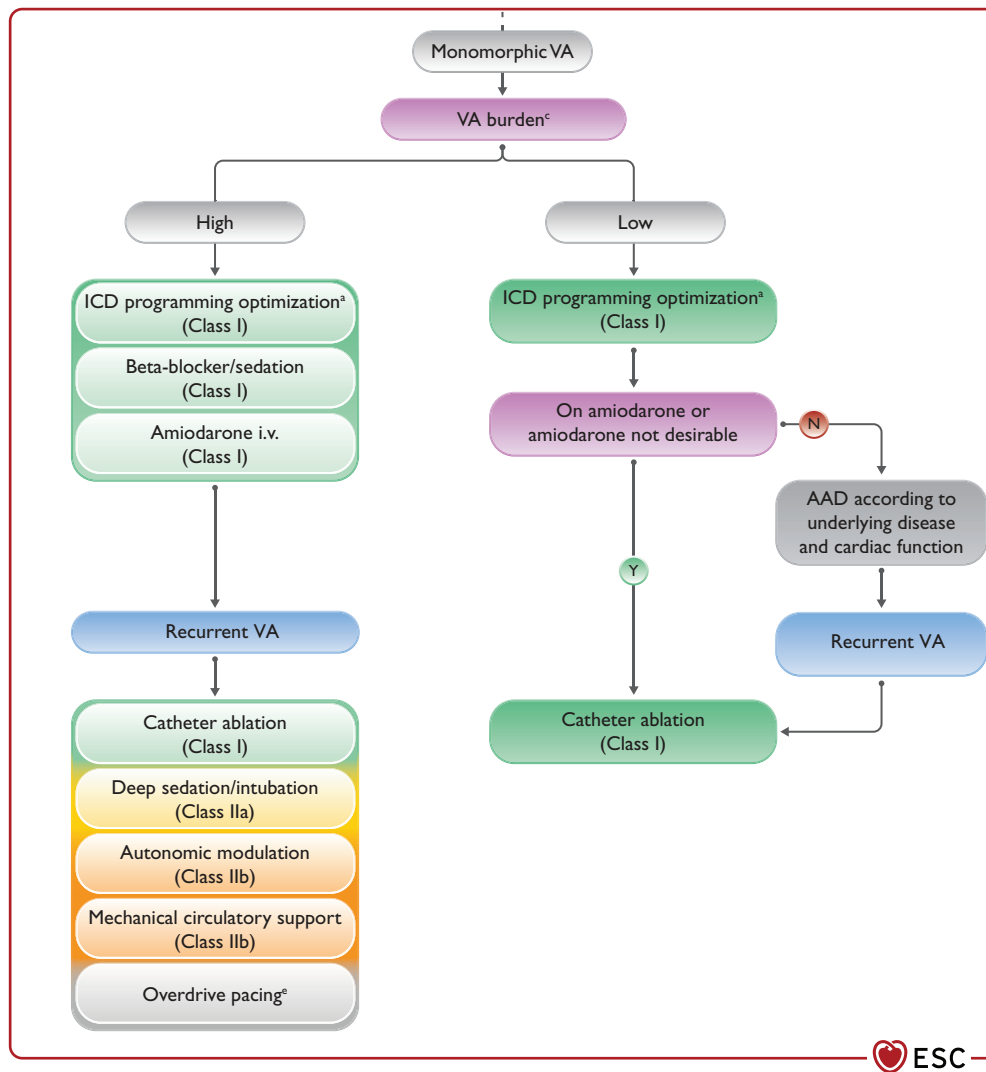 Monomorphic VA
VA burdenᶜ
High
Low
ICD programming optimizationᵃ
(Class I)
Beta-blocker/sedation
(Class I)
Amiodarone i.v.
(Class I)
Recurrent VA
Catheter ablation
(Class I)
Deep sedation/intubation
(Class IIa)
Autonomic modulation
(Class IIb)
Mechanical circulatory support
(Class IIb)
Overdrive pacingᵉ
ICD programming optimizationᵃ
(Class I)
On amiodarone or
amiodarone not desirable
N
AAD according to
underlying disease
and cardiac function
Y
Recurrent VA
Catheter ablation
(Class I)
ESC